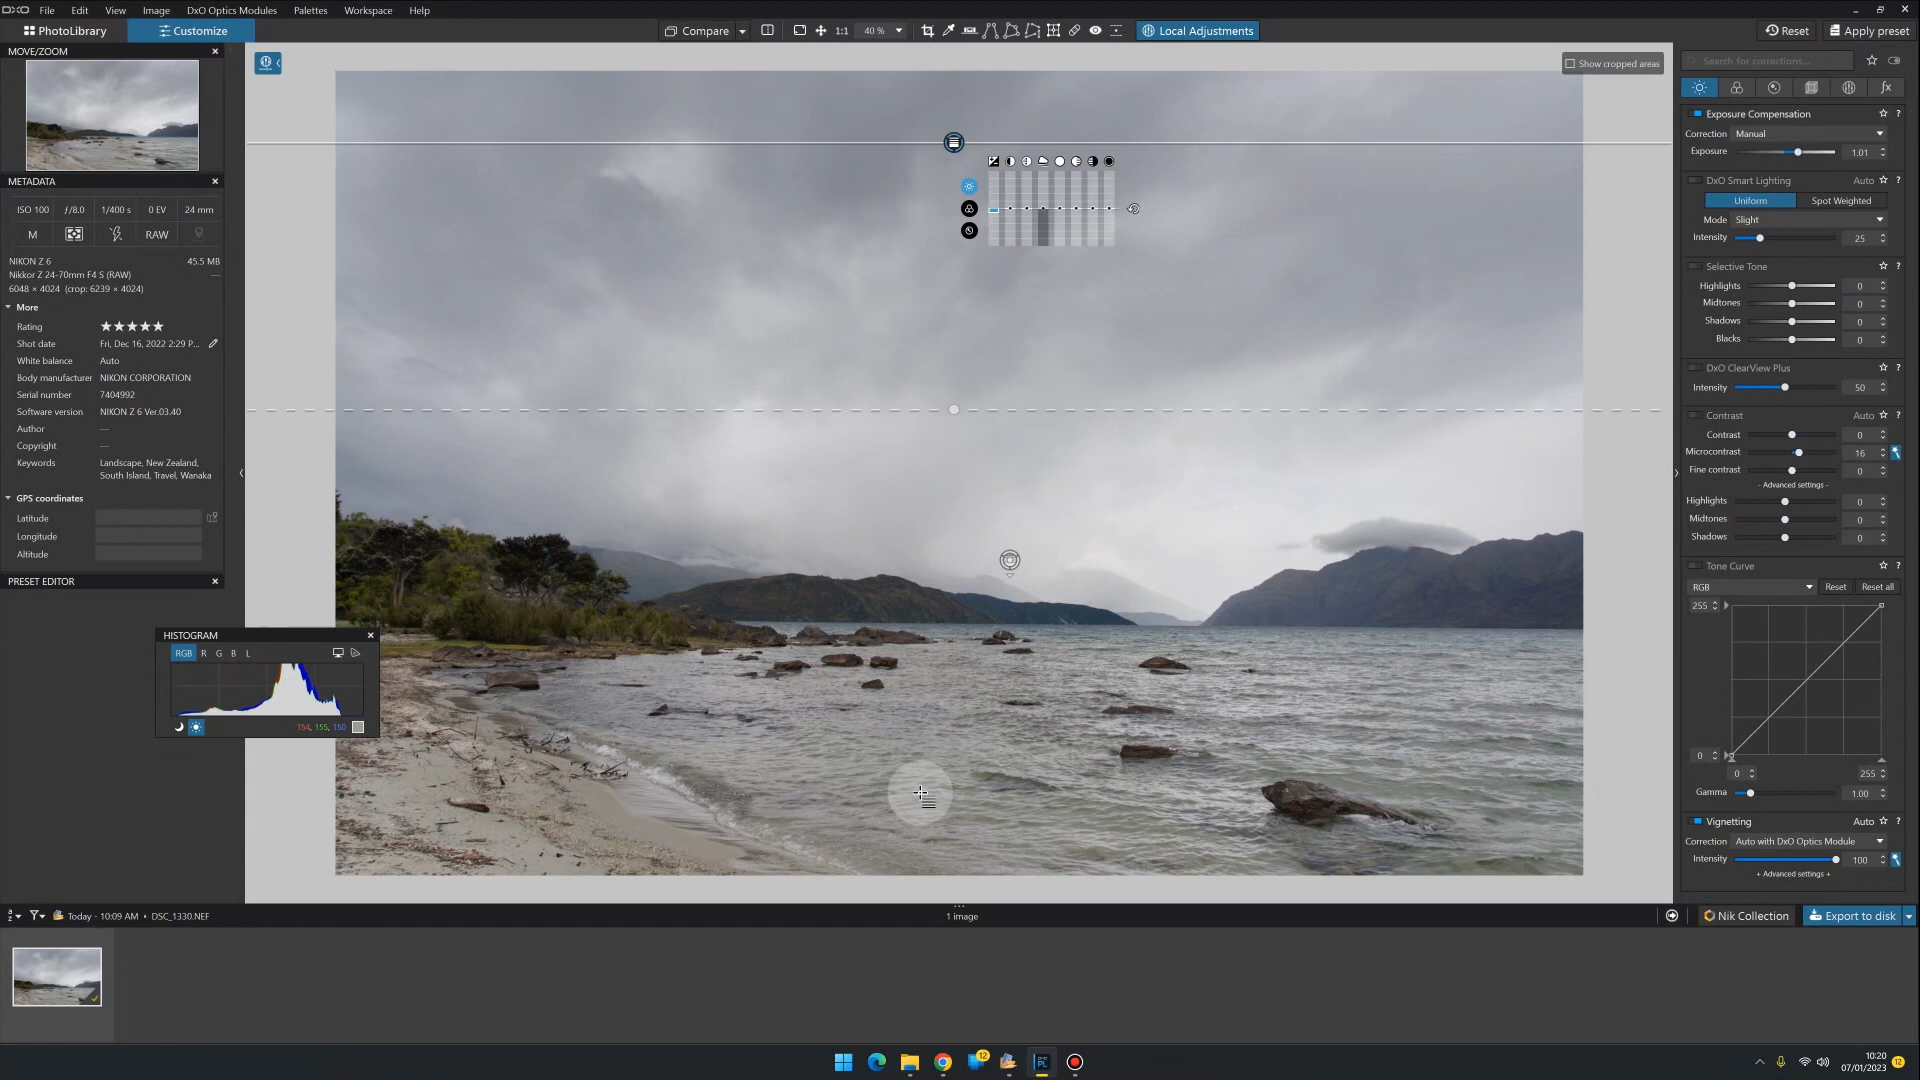 DXO File Edit View Image DxO Optics Modules Palettes Workspace Help
PhotoLibrary Customize Compare 1:1 40 % Local Adjustments Reset Apply preset
MOVE/ZOOM
Show cropped areas
Search for corrections...
METADATA
ISO 100 ƒ/8.0 1/400 s 0 EV 24 mm
M RAW
NIKON Z 6 45.5 MB
Nikkor Z 24-70mm F4 S (RAW)
6048 × 4024 (crop: 6239 × 4024)
More
Rating ★★★★★
Shot date Fri, Dec 16, 2022 2:29 P...
White balance Auto
Body manufacturer NIKON CORPORATION
Serial number 7404992
Software version NIKON Z 6 Ver.03.40
Author —
Copyright —
Keywords Landscape, New Zealand,
South Island, Travel, Wanaka
GPS coordinates
Latitude
Longitude
Altitude
PRESET EDITOR
HISTOGRAM
RGB R G B L
154, 155, 150
Exposure Compensation ?
Correction Manual
Exposure 1.01
DxO Smart Lighting Auto ?
Uniform Spot Weighted
Mode Slight
Intensity 25
Selective Tone ?
Highlights 0
Midtones 0
Shadows 0
Blacks 0
DxO ClearView Plus ?
Intensity 50
Contrast Auto ?
Contrast 0
Microcontrast 16
Fine contrast 0
- Advanced settings -
Highlights 0
Midtones 0
Shadows 0
Tone Curve ?
RGB Reset Reset all
255
0
0 255
Gamma 1.00
Vignetting Auto ?
Correction Auto with DxO Optics Module
Intensity 100
+ Advanced settings +
Today - 10:09 AM • DSC_1330.NEF 1 image Nik Collection Export to disk
12
DXO PL
10:20
07/01/2023
12